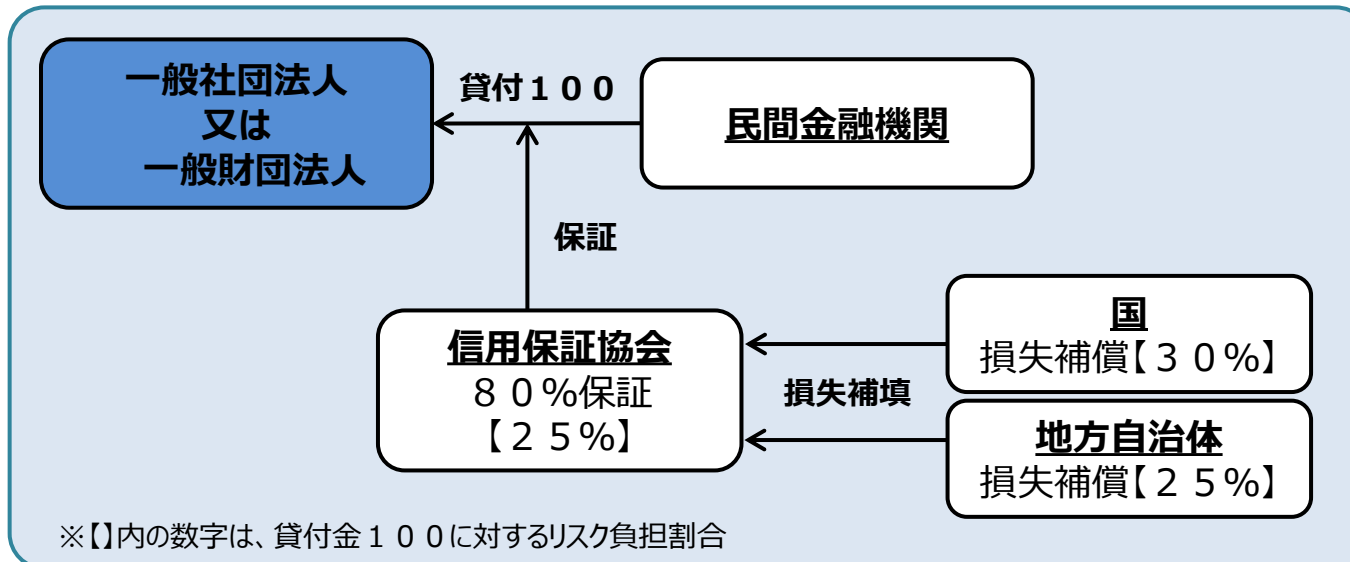 一般社団法人
又は
一般財団法人
貸付１００
民間金融機関
保証
信用保証協会
８０%保証
【２５%】
国
損失補償【３０%】
損失補填
地方自治体
損失補償【２５%】
※【】内の数字は、貸付金１００に対するリスク負担割合